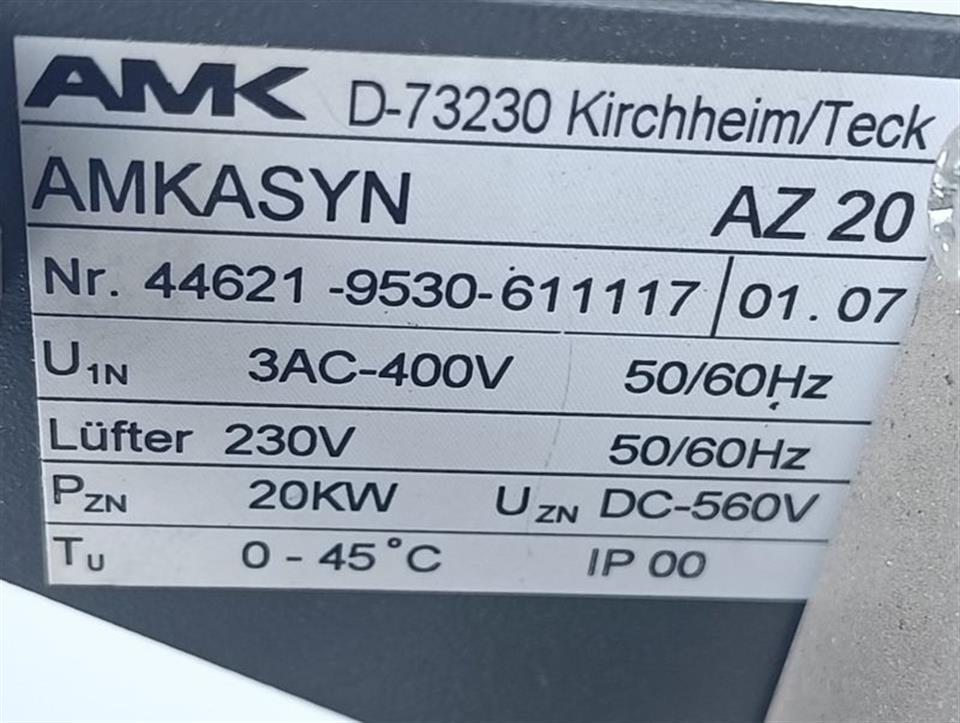 AMK D-73230 Kirchheim/Teck
AMKASYN AZ 20
Nr. 44621-9530-611117 01.07
U1N 3AC-400V 50/60Hz
Lüfter 230V 50/60Hz
PZN 20KW UZN DC-560V
TU 0 - 45°C IP 00